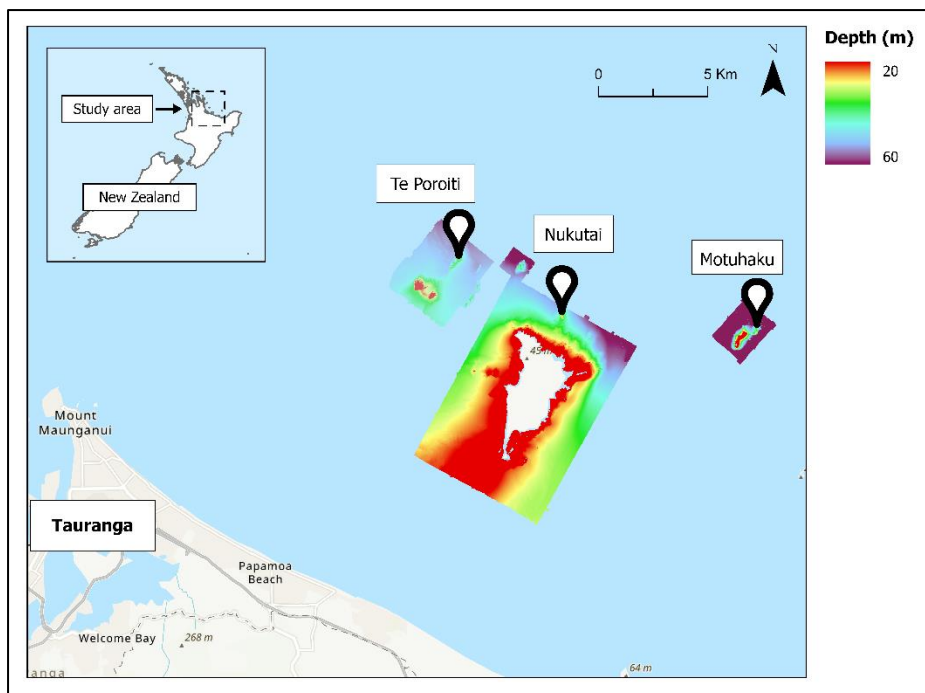 Depth (m)
20
60
N
0 5 Km
Study area
New Zealand
Te Poroiti
Nukutai
Motuhaku
45 m
Mount
Maunganui
Tauranga
Papamoa
Beach
Welcome Bay
268 m
64 m
anga